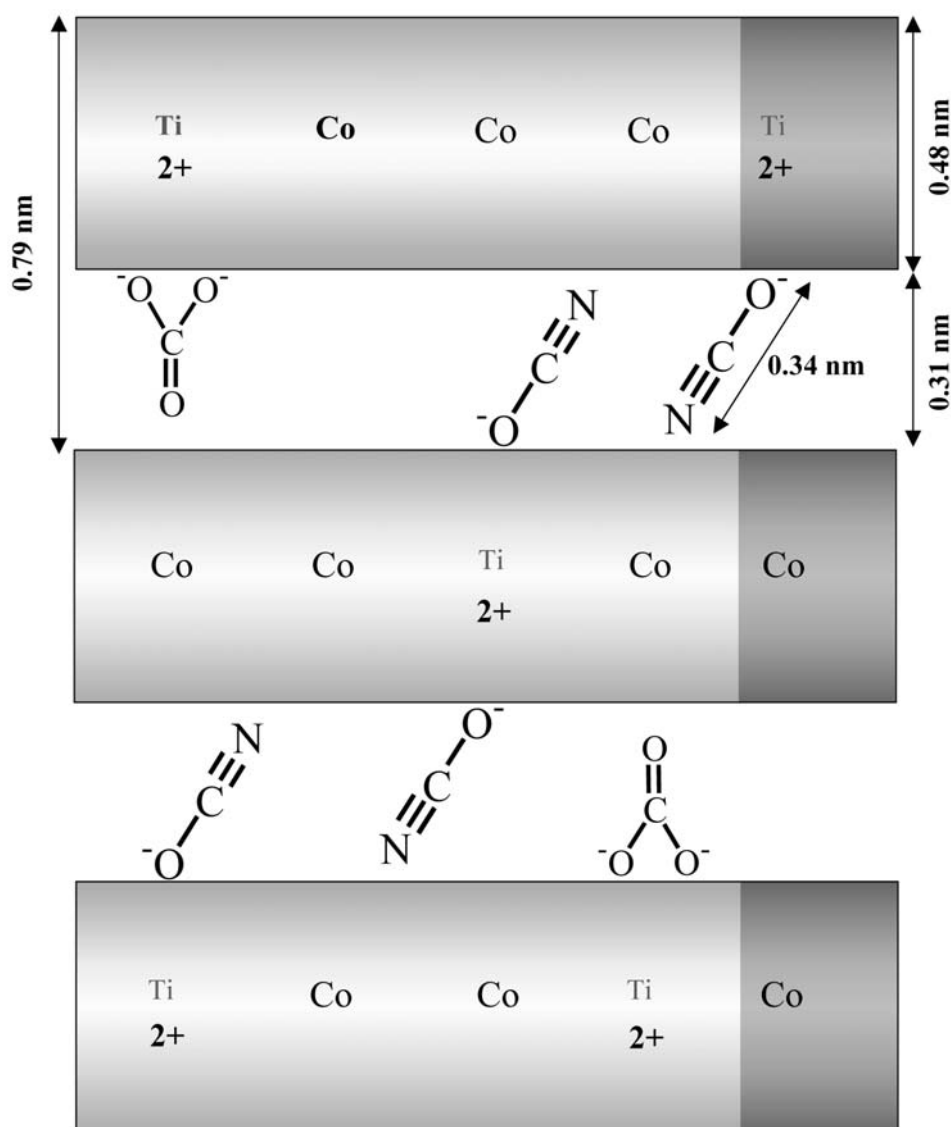 Ti Co Co Co Ti
2+ 2+
0.79 nm
0.48 nm
⁻O O⁻ N O⁻
C C C
O ⁻O N
0.34 nm
0.31 nm
Co Co Ti Co Co
2+
N O⁻ O
C C C
⁻O N ⁻O O⁻
Ti Co Co Ti Co
2+ 2+